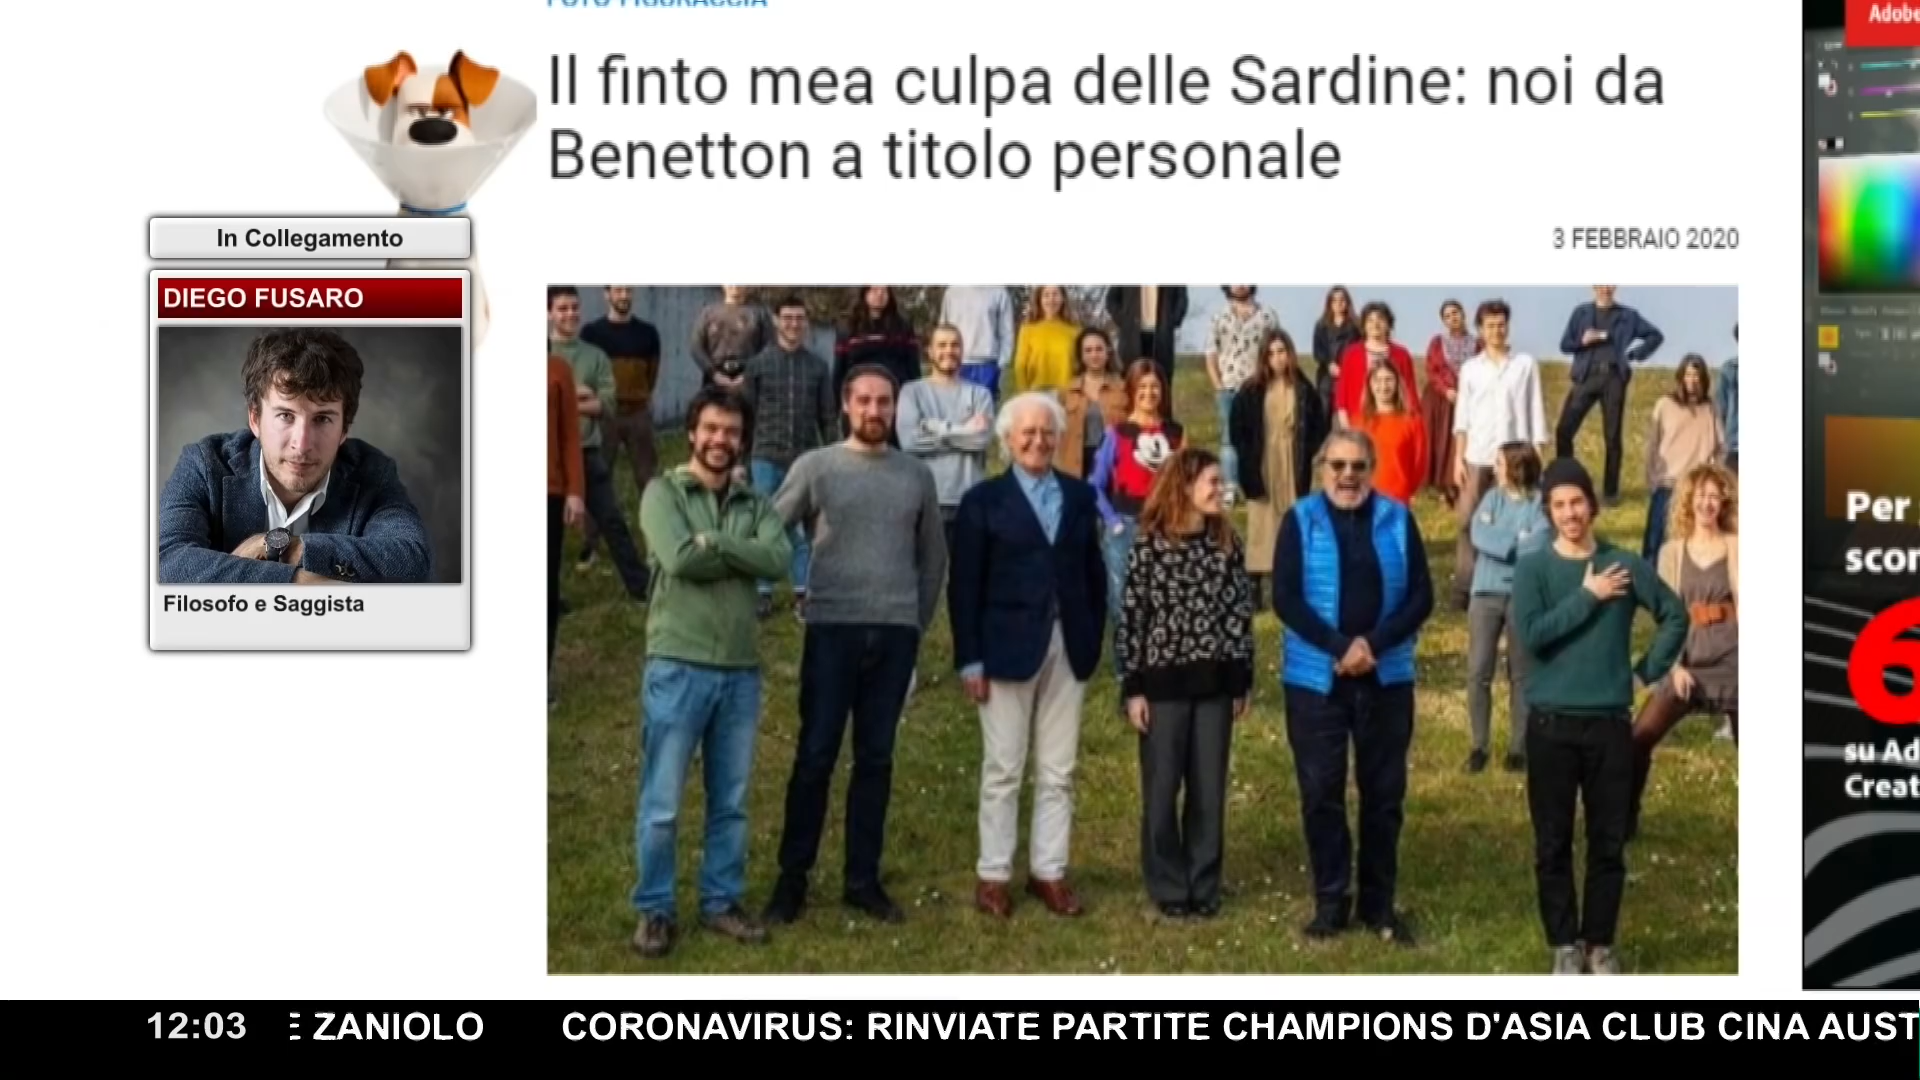 Il finto mea culpa delle Sardine: noi da
Benetton a titolo personale
3 FEBBRAIO 2020
In Collegamento
DIEGO FUSARO
Filosofo e Saggista
Adobe
Per
6
su Ad
Creat
12:03
E ZANIOLO CORONAVIRUS: RINVIATE PARTITE CHAMPIONS D'ASIA CLUB CINA AUST